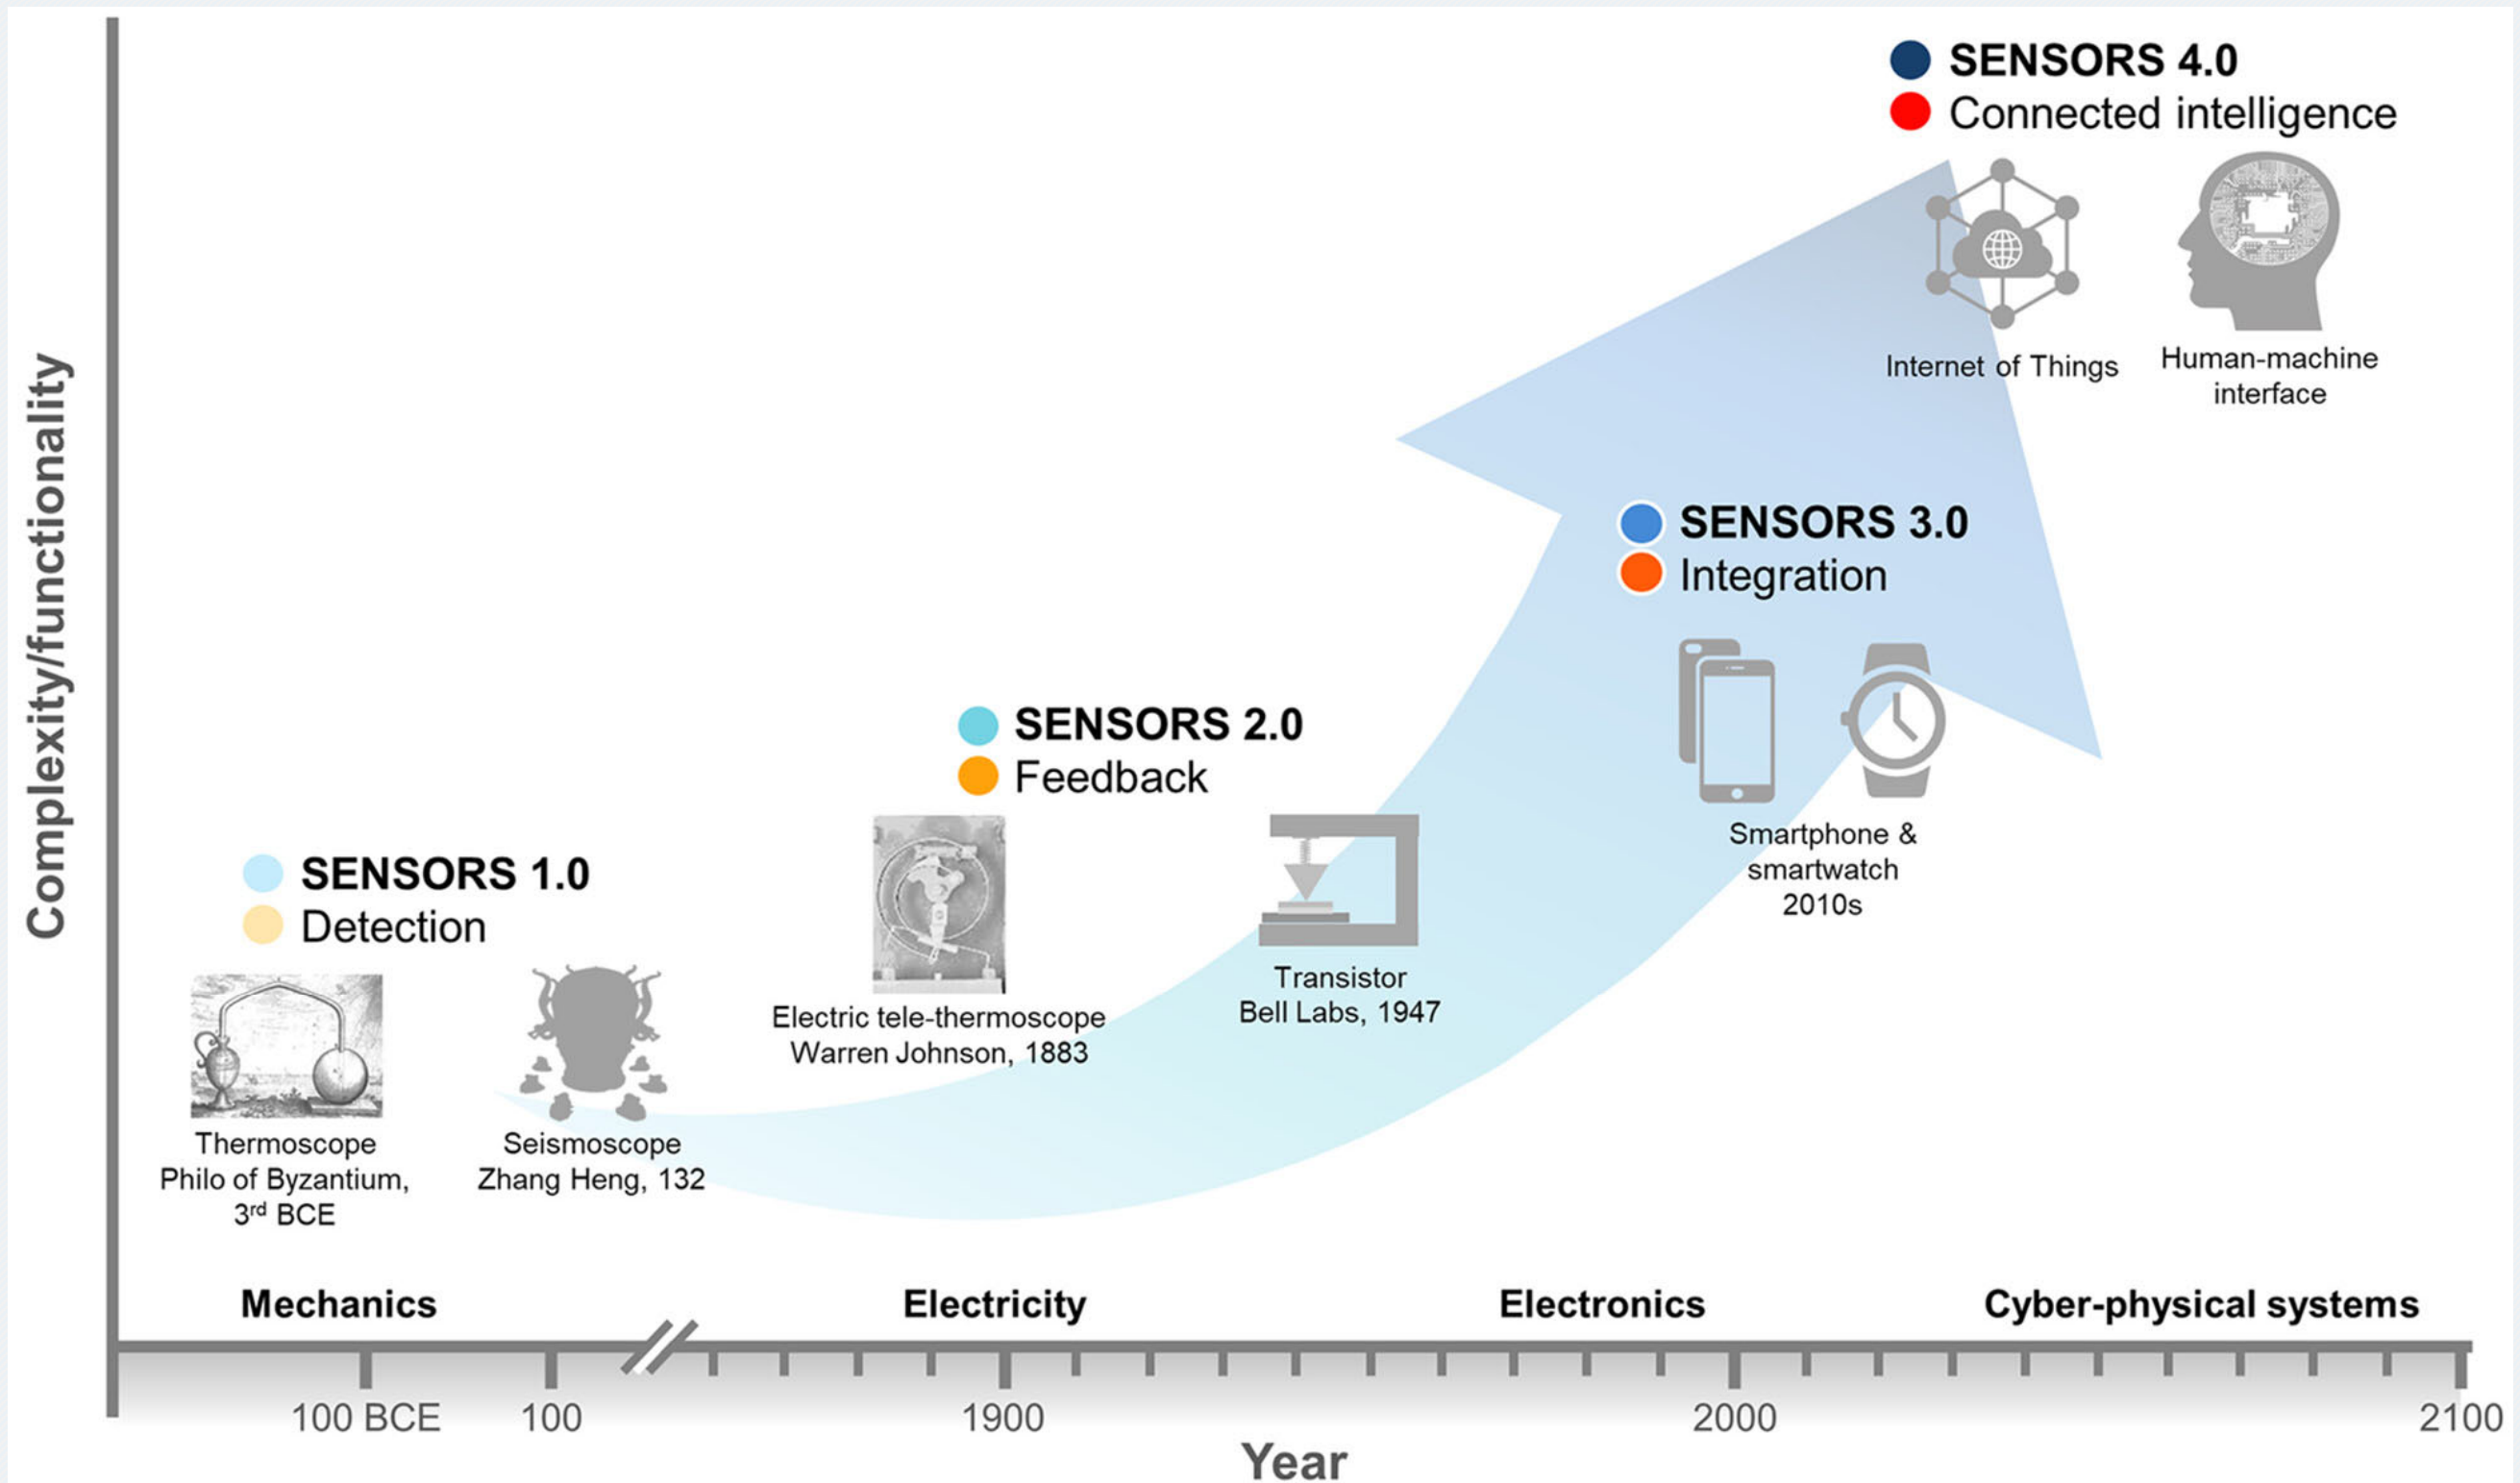 SENSORS 4.0
Connected intelligence
Internet of Things
Human-machine
interface
SENSORS 3.0
Integration
Smartphone &
smartwatch
2010s
SENSORS 2.0
Feedback
Electric tele-thermoscope
Warren Johnson, 1883
Transistor
Bell Labs, 1947
SENSORS 1.0
Detection
Thermoscope
Philo of Byzantium,
3rd BCE
Seismoscope
Zhang Heng, 132
Complexity/functionality
Mechanics
Electricity
Electronics
Cyber-physical systems
100 BCE
100
1900
2000
2100
Year